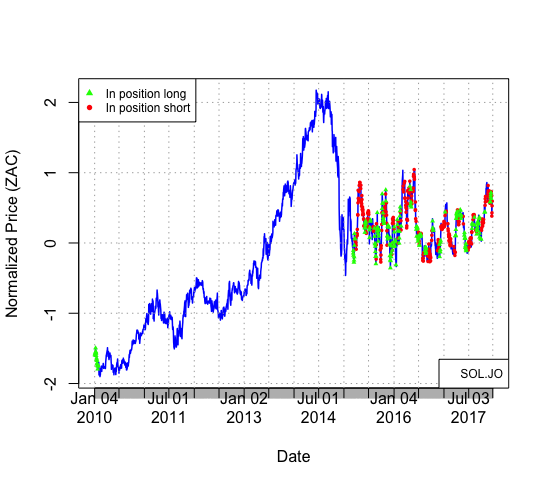 In position long
In position short
Normalized Price (ZAC)
2
1
0
-1
-2
SOL.JO
Jan 04 Jul 01 Jan 02 Jul 01 Jan 04 Jul 03
2010 2011 2013 2014 2016 2017
Date